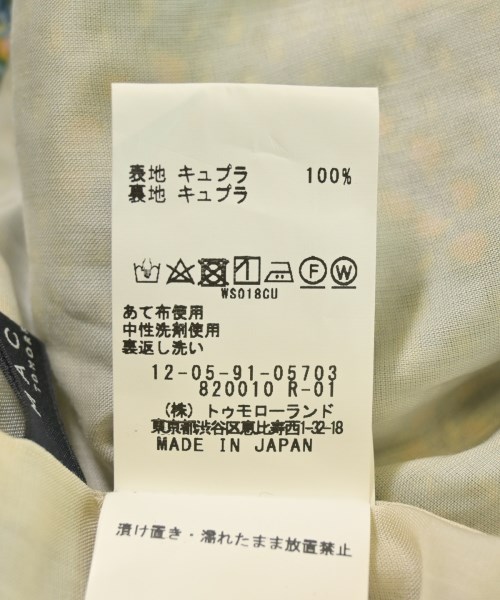 表地 キュプラ 100%
裏地 キュプラ
F W
WS018CU
あて布使用
中性洗剤使用
裏返し洗い
12-05-91-05703
820010 R-01
(株) トゥモローランド
東京都渋谷区恵比寿西1-32-18
MADE IN JAPAN
漬け置き・濡れたまま放置禁止